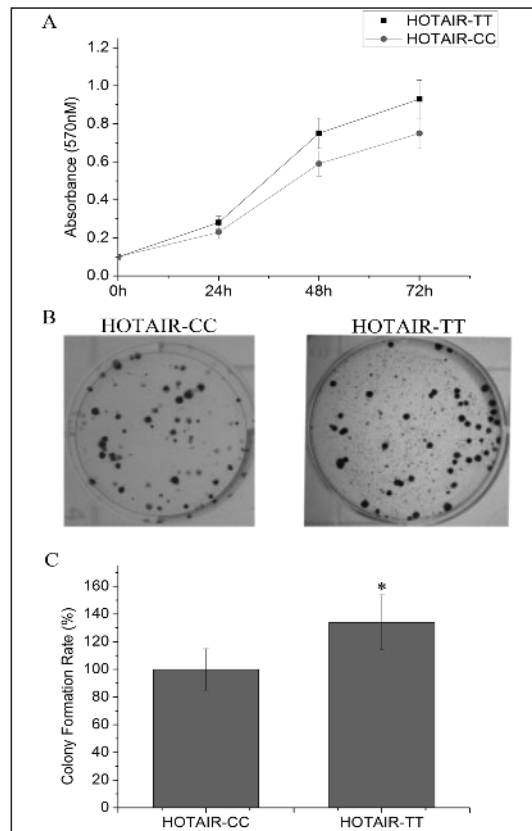 A
HOTAIR-TT
HOTAIR-CC
1.2
1.0
0.8
0.6
0.4
0.2
0.0
Absorbance (570nM)
0h
24h
48h
72h
B
HOTAIR-CC
HOTAIR-TT
C
160
140
120
100
80
60
40
20
0
Colony Formation Rate (%)
*
HOTAIR-CC
HOTAIR-TT